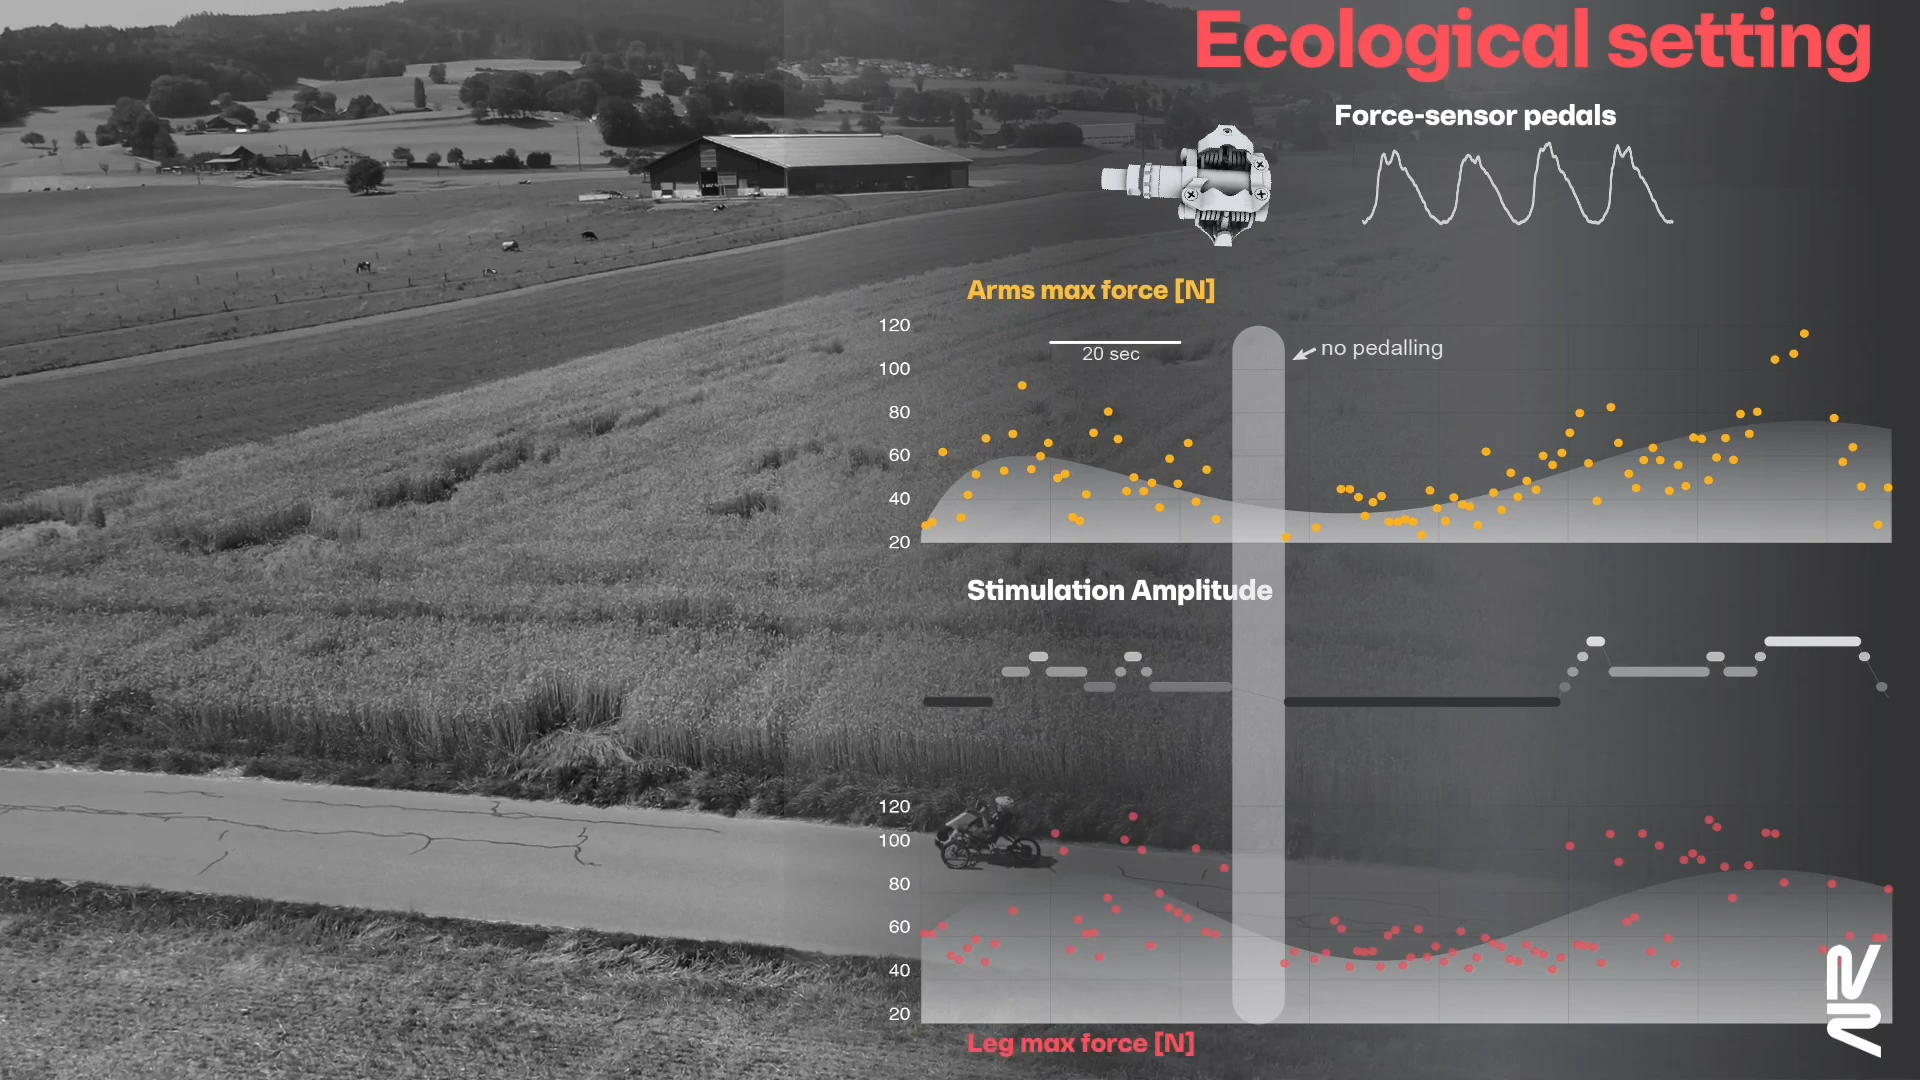 Ecological setting
Force-sensor pedals
Arms max force [N]
120
20 sec
no pedalling
100
80
60
40
20
Stimulation Amplitude
120
100
80
60
40
20
Leg max force [N]